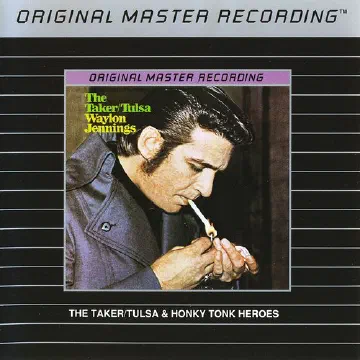 ORIGINAL MASTER RECORDING™
ORIGINAL MASTER RECORDING
The
Taker/Tulsa
Waylon
Jennings
THE TAKER/TULSA & HONKY TONK HEROES